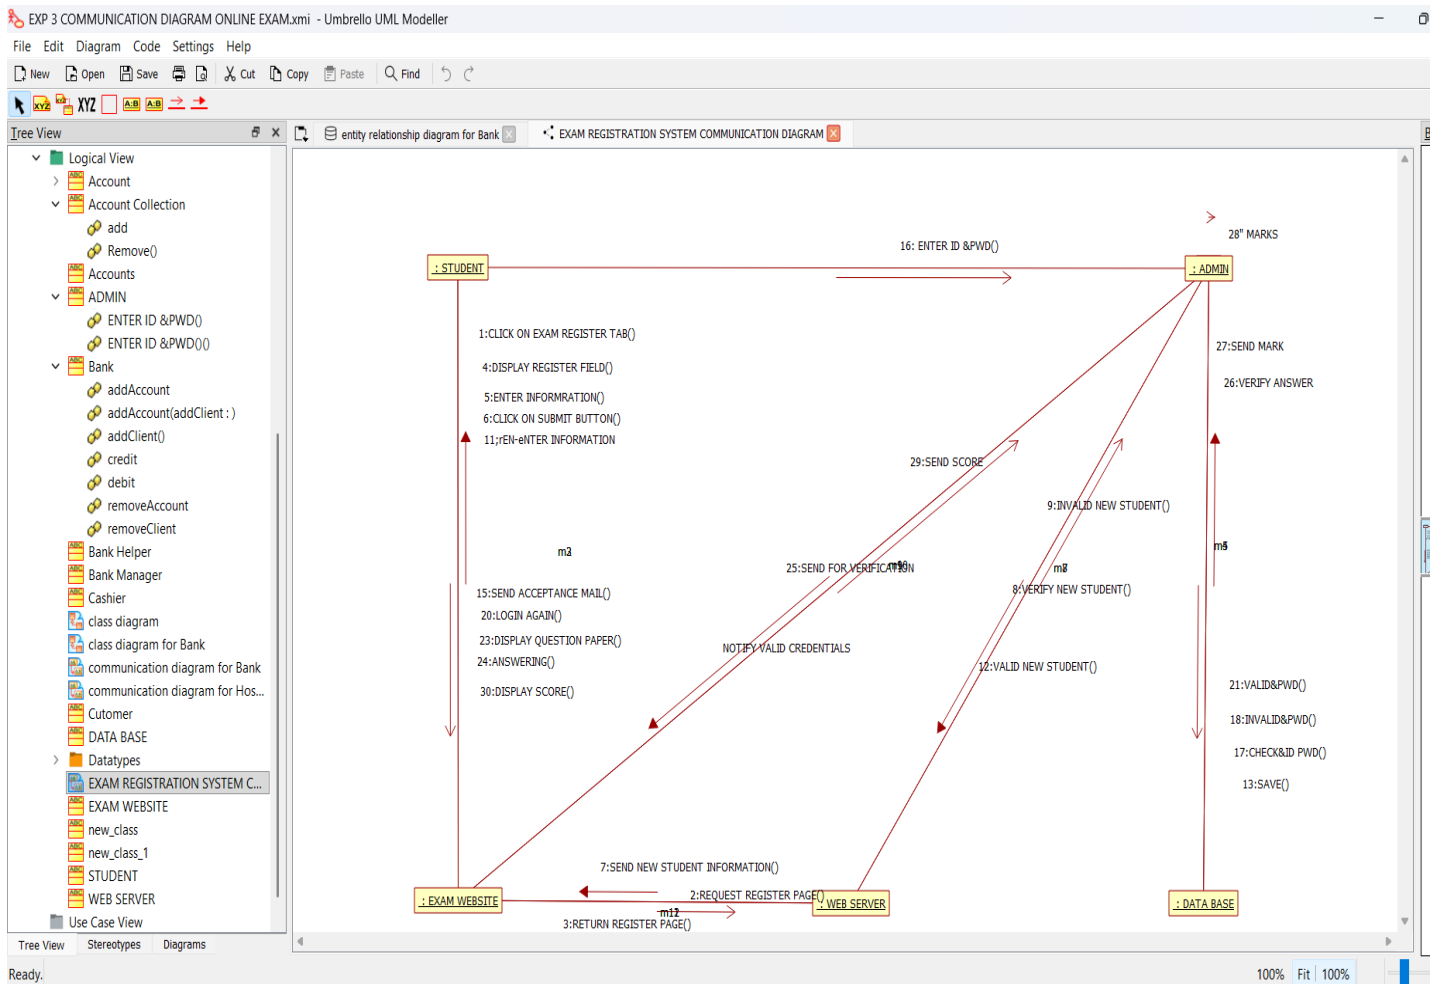 EXP 3 COMMUNICATION DIAGRAM ONLINE EXAM.xmi - Umbrello UML Modeller
File Edit Diagram Code Settings Help
New Open Save Cut Copy Paste Find
XYZ XYZ A:B A:B
Tree View
entity relationship diagram for Bank
EXAM REGISTRATION SYSTEM COMMUNICATION DIAGRAM
Logical View
Account
Account Collection
add
Remove()
Accounts
ADMIN
ENTER ID &PWD()
ENTER ID &PWD()()
Bank
addAccount
addAccount(addClient : )
addClient()
credit
debit
removeAccount
removeClient
Bank Helper
Bank Manager
Cashier
class diagram
class diagram for Bank
communication diagram for Bank
communication diagram for Hos...
Cutomer
DATA BASE
Datatypes
EXAM REGISTRATION SYSTEM C...
EXAM WEBSITE
new_class
new_class_1
STUDENT
WEB SERVER
Use Case View
Tree View Stereotypes Diagrams
28" MARKS
16: ENTER ID &PWD()
: STUDENT
: ADMIN
1:CLICK ON EXAM REGISTER TAB()
4:DISPLAY REGISTER FIELD()
5:ENTER INFORMRATION()
6:CLICK ON SUBMIT BUTTON()
11;rEN-eNTER INFORMATION
27:SEND MARK
26:VERIFY ANSWER
29:SEND SCORE
9:INVALID NEW STUDENT()
25:SEND FOR VERIFICATION
8:VERIFY NEW STUDENT()
15:SEND ACCEPTANCE MAIL()
20:LOGIN AGAIN()
23:DISPLAY QUESTION PAPER()
24:ANSWERING()
30:DISPLAY SCORE()
NOTIFY VALID CREDENTIALS
12:VALID NEW STUDENT()
21:VALID&PWD()
18:INVALID&PWD()
17:CHECK&ID PWD()
13:SAVE()
7:SEND NEW STUDENT INFORMATION()
2:REQUEST REGISTER PAGE()
: EXAM WEBSITE
: WEB SERVER
: DATA BASE
3:RETURN REGISTER PAGE()
Ready.
100% Fit 100%